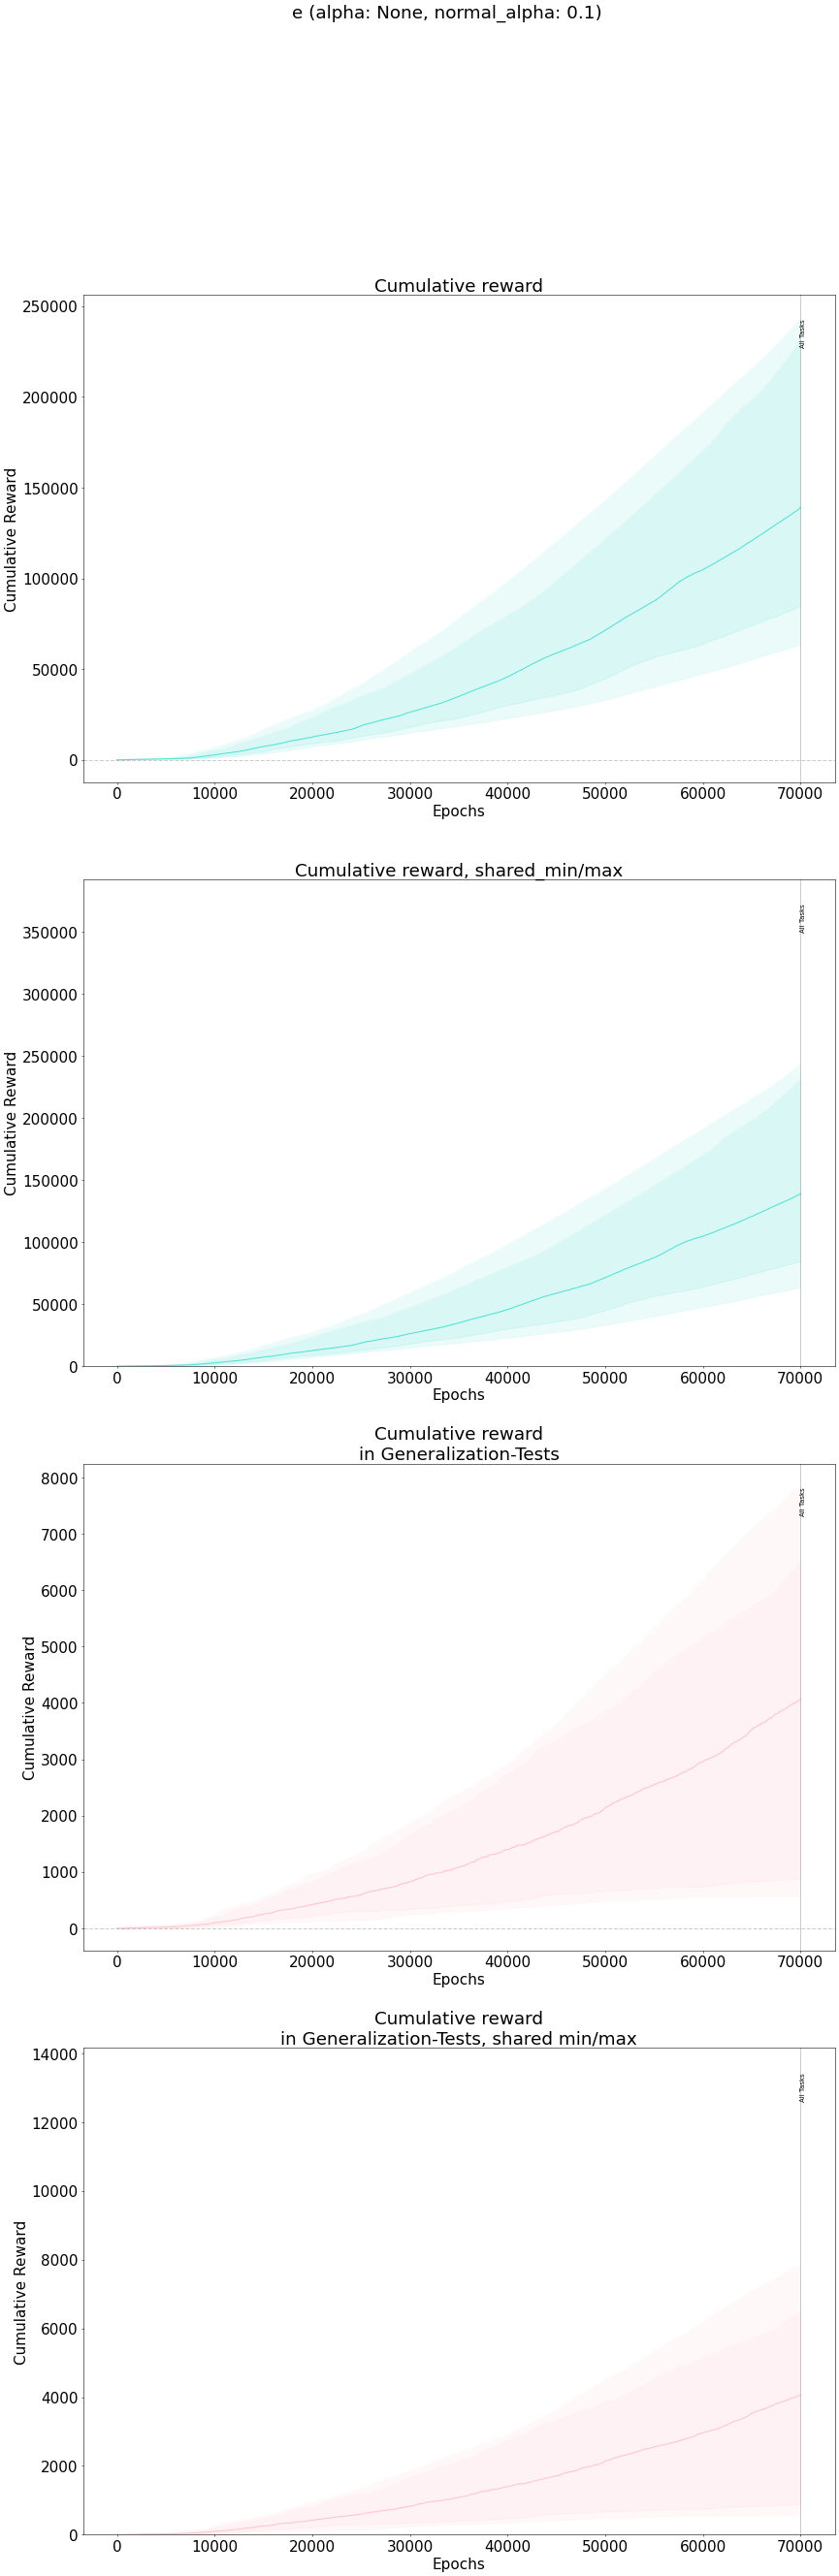 e (alpha: None, normal_alpha: 0.1)
Cumulative reward
250000
200000
150000
100000
50000
0
Cumulative Reward
All Tasks
0 10000 20000 30000 40000 50000 60000 70000
Epochs
Cumulative reward, shared_min/max
350000
300000
250000
200000
150000
100000
50000
0
Cumulative Reward
All Tasks
0 10000 20000 30000 40000 50000 60000 70000
Epochs
Cumulative reward
in Generalization-Tests
8000
7000
6000
5000
4000
3000
2000
1000
0
Cumulative Reward
All Tasks
0 10000 20000 30000 40000 50000 60000 70000
Epochs
Cumulative reward
in Generalization-Tests, shared min/max
14000
12000
10000
8000
6000
4000
2000
0
Cumulative Reward
All Tasks
0 10000 20000 30000 40000 50000 60000 70000
Epochs